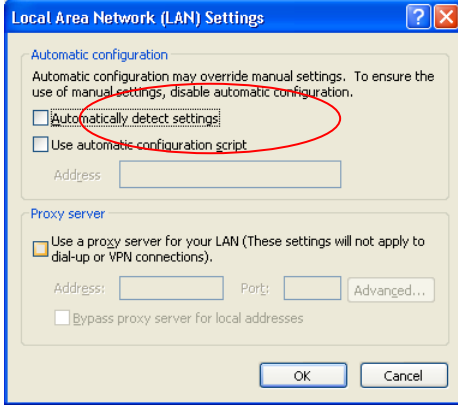 Local Area Network (LAN) Settings
Automatic configuration
Automatic configuration may override manual settings. To ensure the
use of manual settings, disable automatic configuration.
Automatically detect settings
Use automatic configuration script
Address
Proxy server
Use a proxy server for your LAN (These settings will not apply to
dial-up or VPN connections).
Address:
Port:
Advanced...
Bypass proxy server for local addresses
OK
Cancel